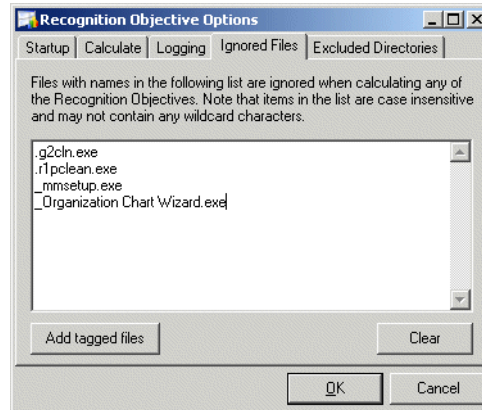 Recognition Objective Options
Startup Calculate Logging Ignored Files Excluded Directories
Files with names in the following list are ignored when calculating any of
the Recognition Objectives. Note that items in the list are case insensitive
and may not contain any wildcard characters.
.g2cln.exe
.r1pclean.exe
_mmsetup.exe
_Organization Chart Wizard.exe
Add tagged files Clear
OK Cancel